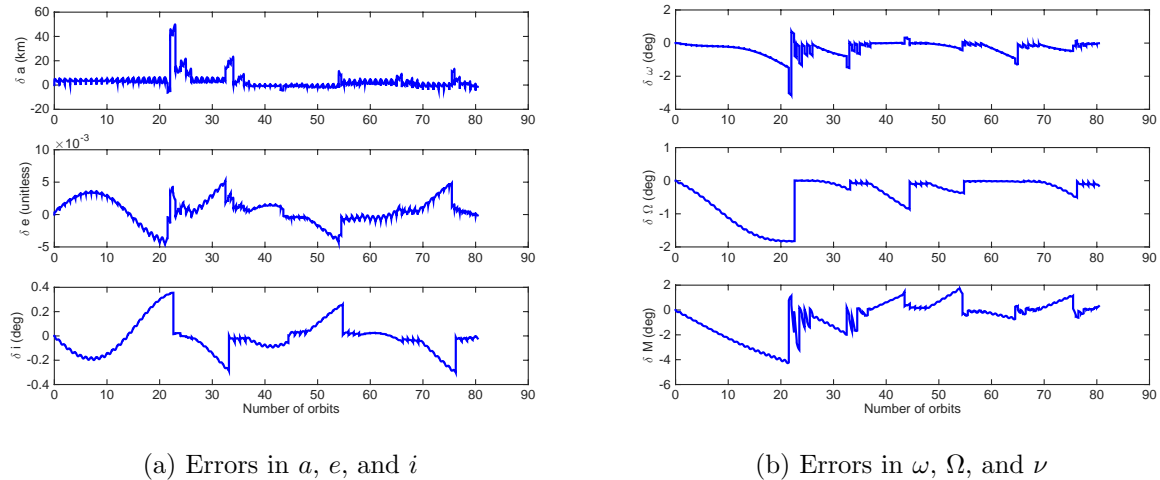 60
40
20
0
-20
δ a (km)
0 10 20 30 40 50 60 70 80 90
×10-3
10
5
0
-5
δ e (unitless)
0 10 20 30 40 50 60 70 80 90
0.4
0.2
0
-0.2
-0.4
δ i (deg)
0 10 20 30 40 50 60 70 80 90
Number of orbits
(a) Errors in a, e, and i
2
0
-2
-4
δ ω (deg)
0 10 20 30 40 50 60 70 80 90
1
0
-1
-2
δ Ω (deg)
0 10 20 30 40 50 60 70 80 90
2
0
-2
-4
-6
δ M (deg)
0 10 20 30 40 50 60 70 80 90
Number of orbits
(b) Errors in ω, Ω, and ν